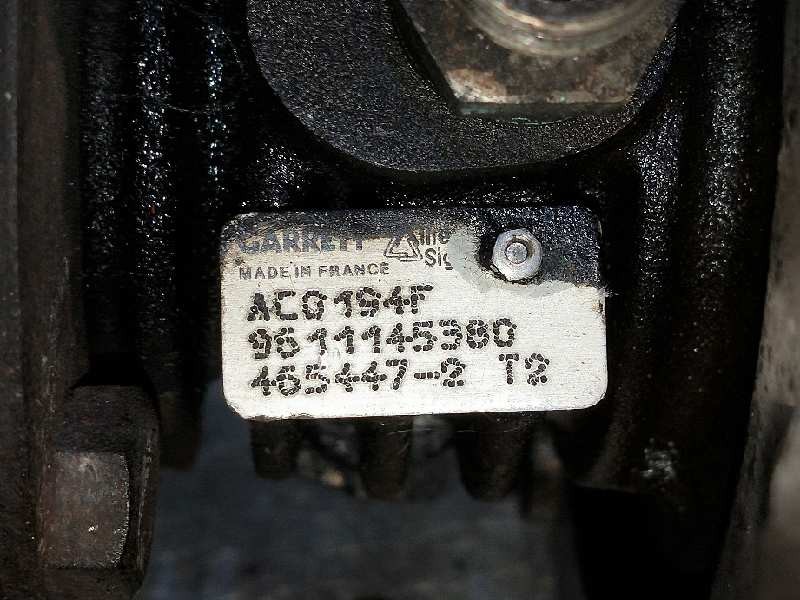 GARRETT
MADE IN FRANCE
AC0194F
9611145380
465447-2 T2